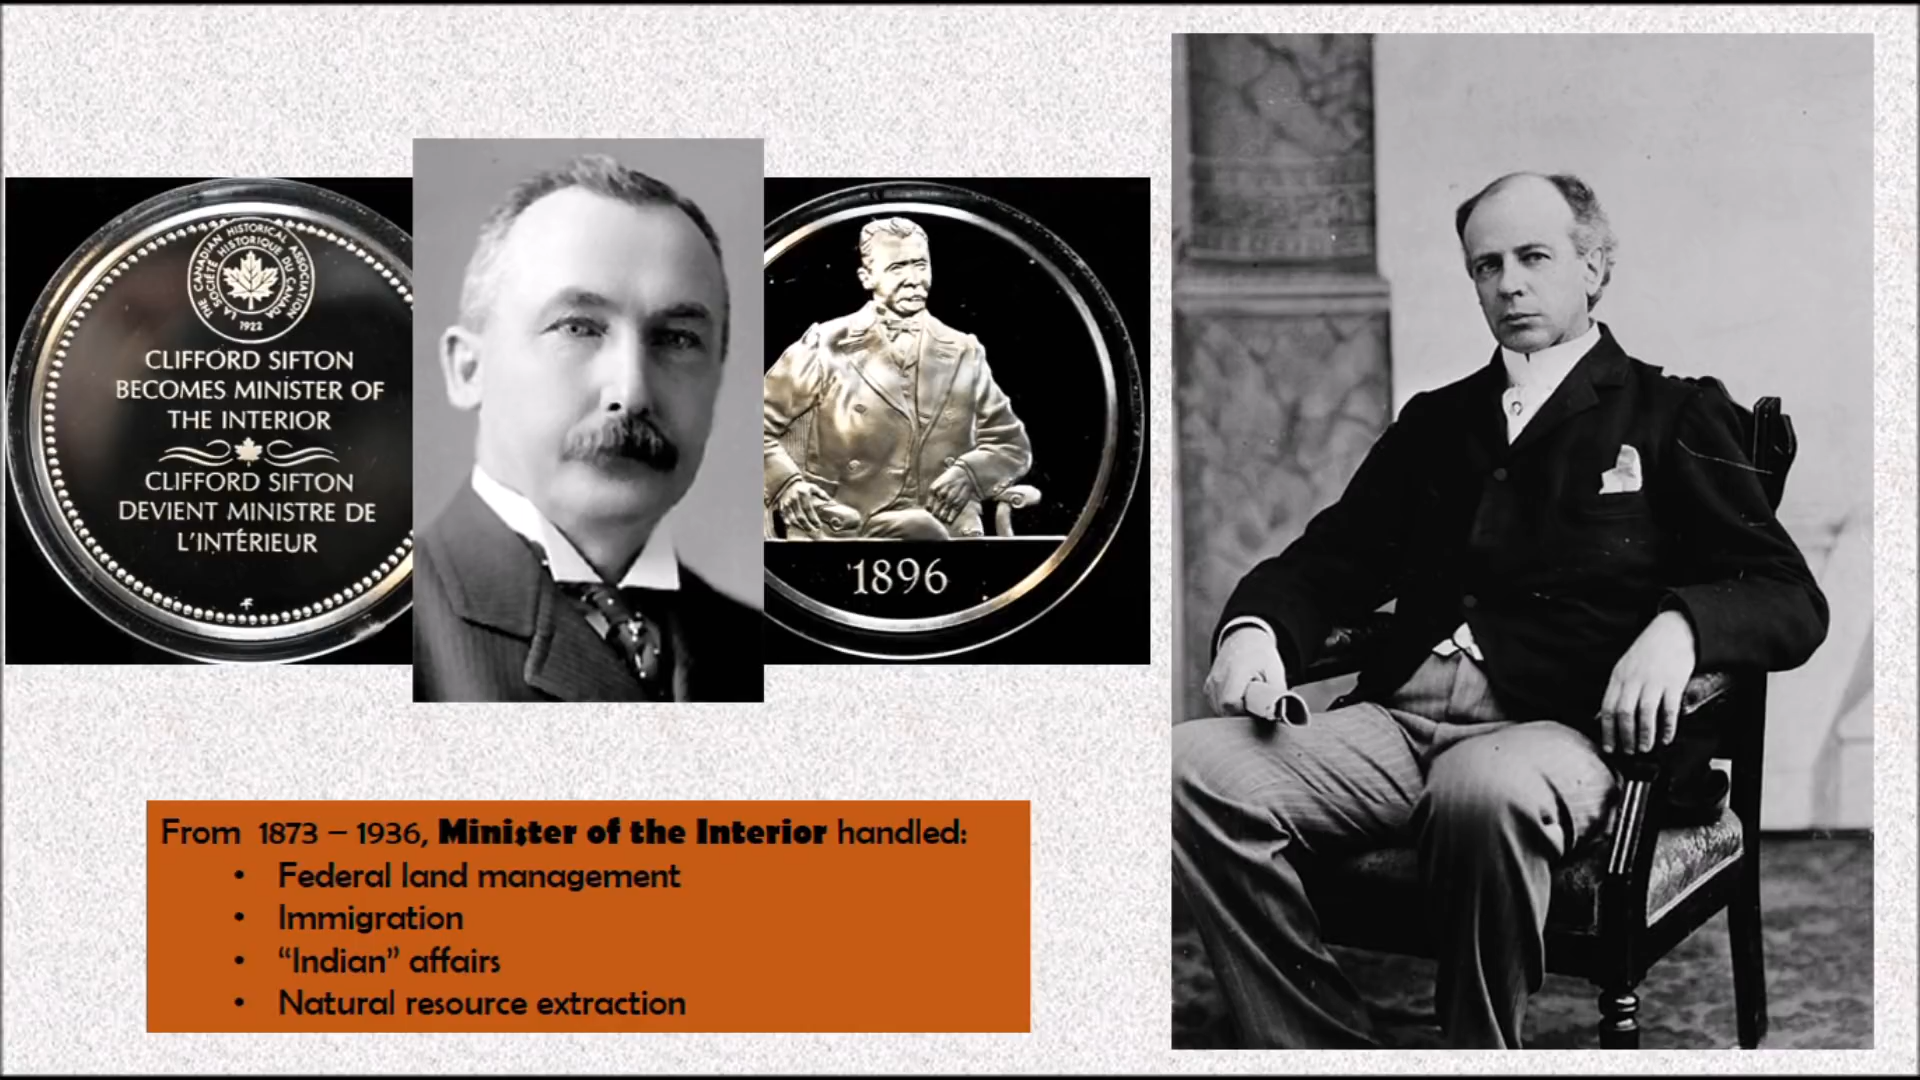 THE CANADIAN HISTORICAL ASSOCIATION
LA SOCIÉTÉ HISTORIQUE DU CANADA
1922
CLIFFORD SIFTON
BECOMES MINISTER OF
THE INTERIOR
CLIFFORD SIFTON
DEVIENT MINISTRE DE
L'INTÉRIEUR
1896
From 1873 – 1936, Minister of the Interior handled:
• Federal land management
• Immigration
• “Indian” affairs
• Natural resource extraction